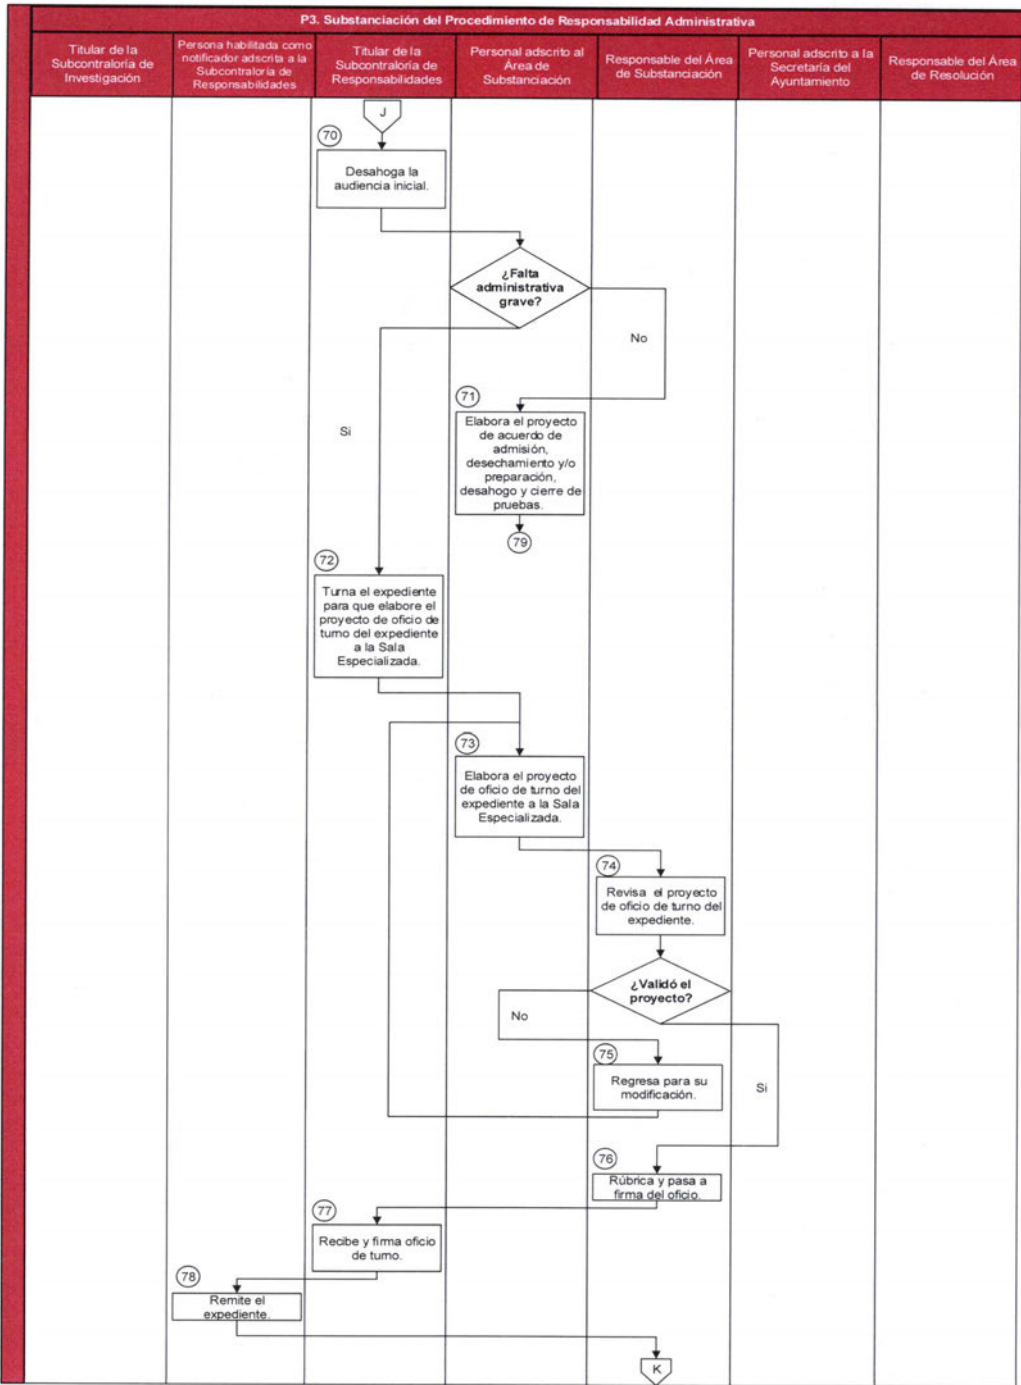 P3. Substanciación del Procedimiento de Responsabilidad Administrativa
Titular de la
Subcontraloría de
Investigación
Persona habilitada como
notificador adscrita a la
Subcontraloría de
Responsabilidades
Titular de la
Subcontraloría de
Responsabilidades
Personal adscrito al
Área de
Substanciación
Responsable del Área
de Substanciación
Personal adscrito a la
Secretaría del
Ayuntamiento
Responsable del Área
de Resolución
J
70
Desahoga la
audiencia inicial.
¿Falta
administrativa
grave?
No
Si
71
Elabora el proyecto
de acuerdo de
admisión,
desechamiento y/o
preparación,
desahogo y cierre de
pruebas.
79
72
Turna el expediente
para que elabore el
proyecto de oficio de
turno del expediente
a la Sala
Especializada.
73
Elabora el proyecto
de oficio de turno del
expediente a la Sala
Especializada.
74
Revisa el proyecto
de oficio de turno del
expediente.
¿Validó el
proyecto?
No
Si
75
Regresa para su
modificación.
76
Rúbrica y pasa a
firma del oficio.
77
Recibe y firma oficio
de turno.
78
Remite el
expediente.
K